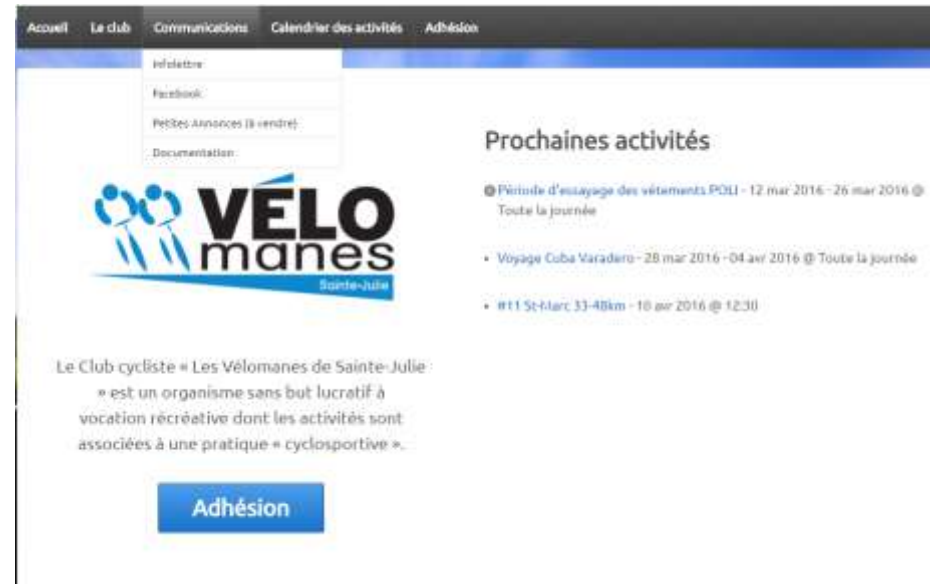 Accueil Le club Communications Calendrier des activités Adhésion
Infolettre
Facebook
Petites Annonces (à vendre)
Documentation
VÉLO
manes
Sainte-Julie
Le Club cycliste « Les Vélomanes de Sainte-Julie
» est un organisme sans but lucratif à
vocation récréative dont les activités sont
associées à une pratique « cyclosportive ».
Adhésion
Prochaines activités
Période d'essayage des vêtements POLI - 12 mar 2016 - 26 mar 2016 @
Toute la journée
• Voyage Cuba Varadero - 28 mar 2016 - 04 avr 2016 @ Toute la journée
• #11 St-Marc 33-48km - 10 avr 2016 @ 12:30